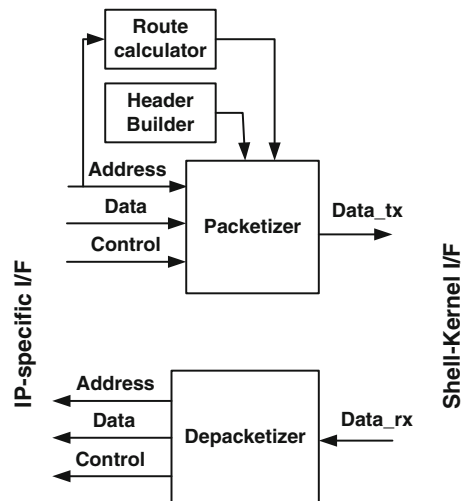 Route
calculator
Header
Builder
Address
Data
Control
Packetizer
Data_tx
IP-specific I/F
Shell-Kernel I/F
Address
Data
Control
Depacketizer
Data_rx